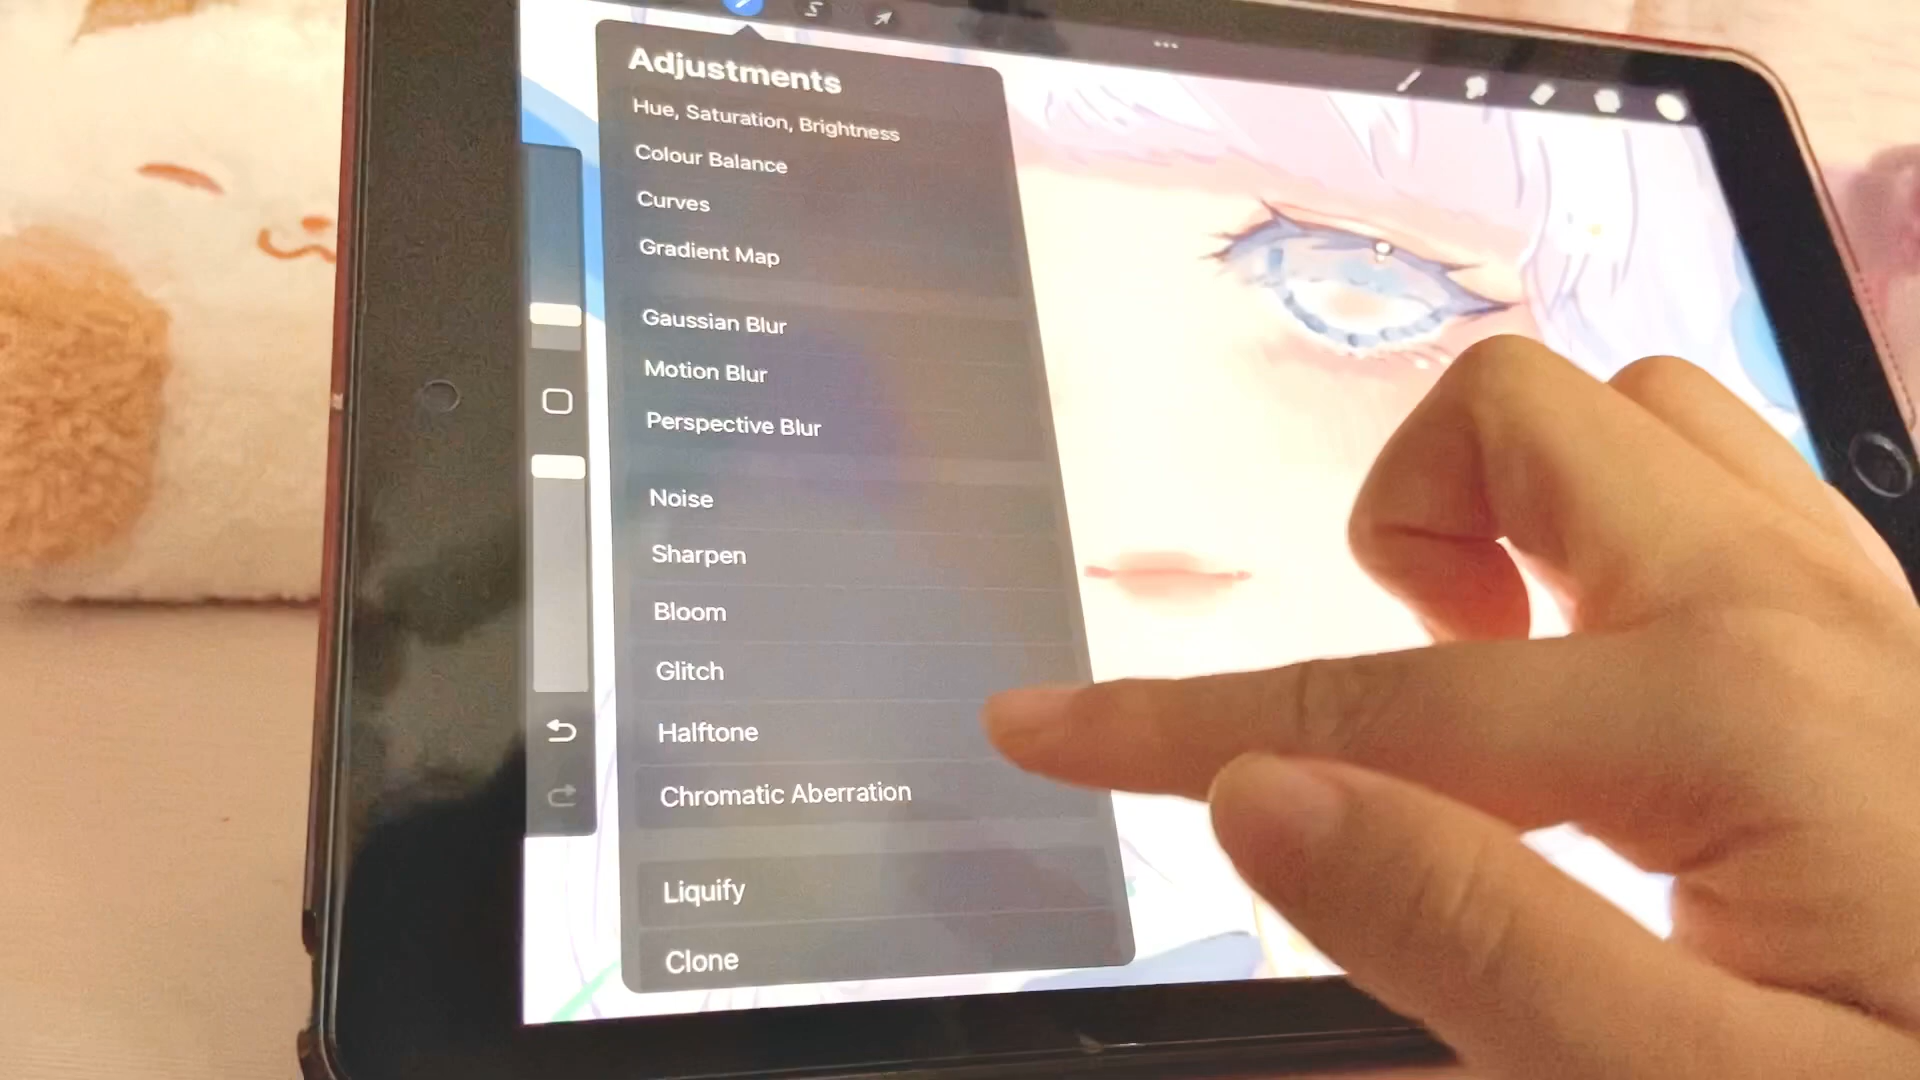 Adjustments
Hue, Saturation, Brightness
Colour Balance
Curves
Gradient Map
Gaussian Blur
Motion Blur
Perspective Blur
Noise
Sharpen
Bloom
Glitch
Halftone
Chromatic Aberration
Liquify
Clone